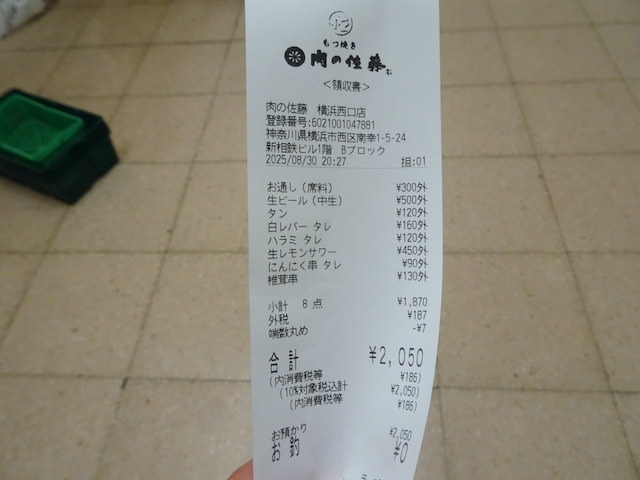 もつ焼き
肉の佐藤
<領収書>
肉の佐藤 横浜西口店
登録番号:6021001047881
神奈川県横浜市西区南幸1-5-24
新相鉄ビル1階 Bブロック
2025/08/30 20:27 担:01
お通し(席料) ¥300外
生ビール(中生) ¥500外
タン ¥120外
白レバー タレ ¥160外
ハラミ タレ ¥120外
生レモンサワー ¥450外
にんにく串 タレ ¥90外
椎茸串 ¥130外
小計 8点 ¥1,870
外税 ¥187
端数丸め -¥7
合計 ¥2,050
(内消費税等 ¥186)
(10%対象税込計 ¥2,050)
(内消費税等 ¥186)
お預かり ¥2,050
お釣 ¥0